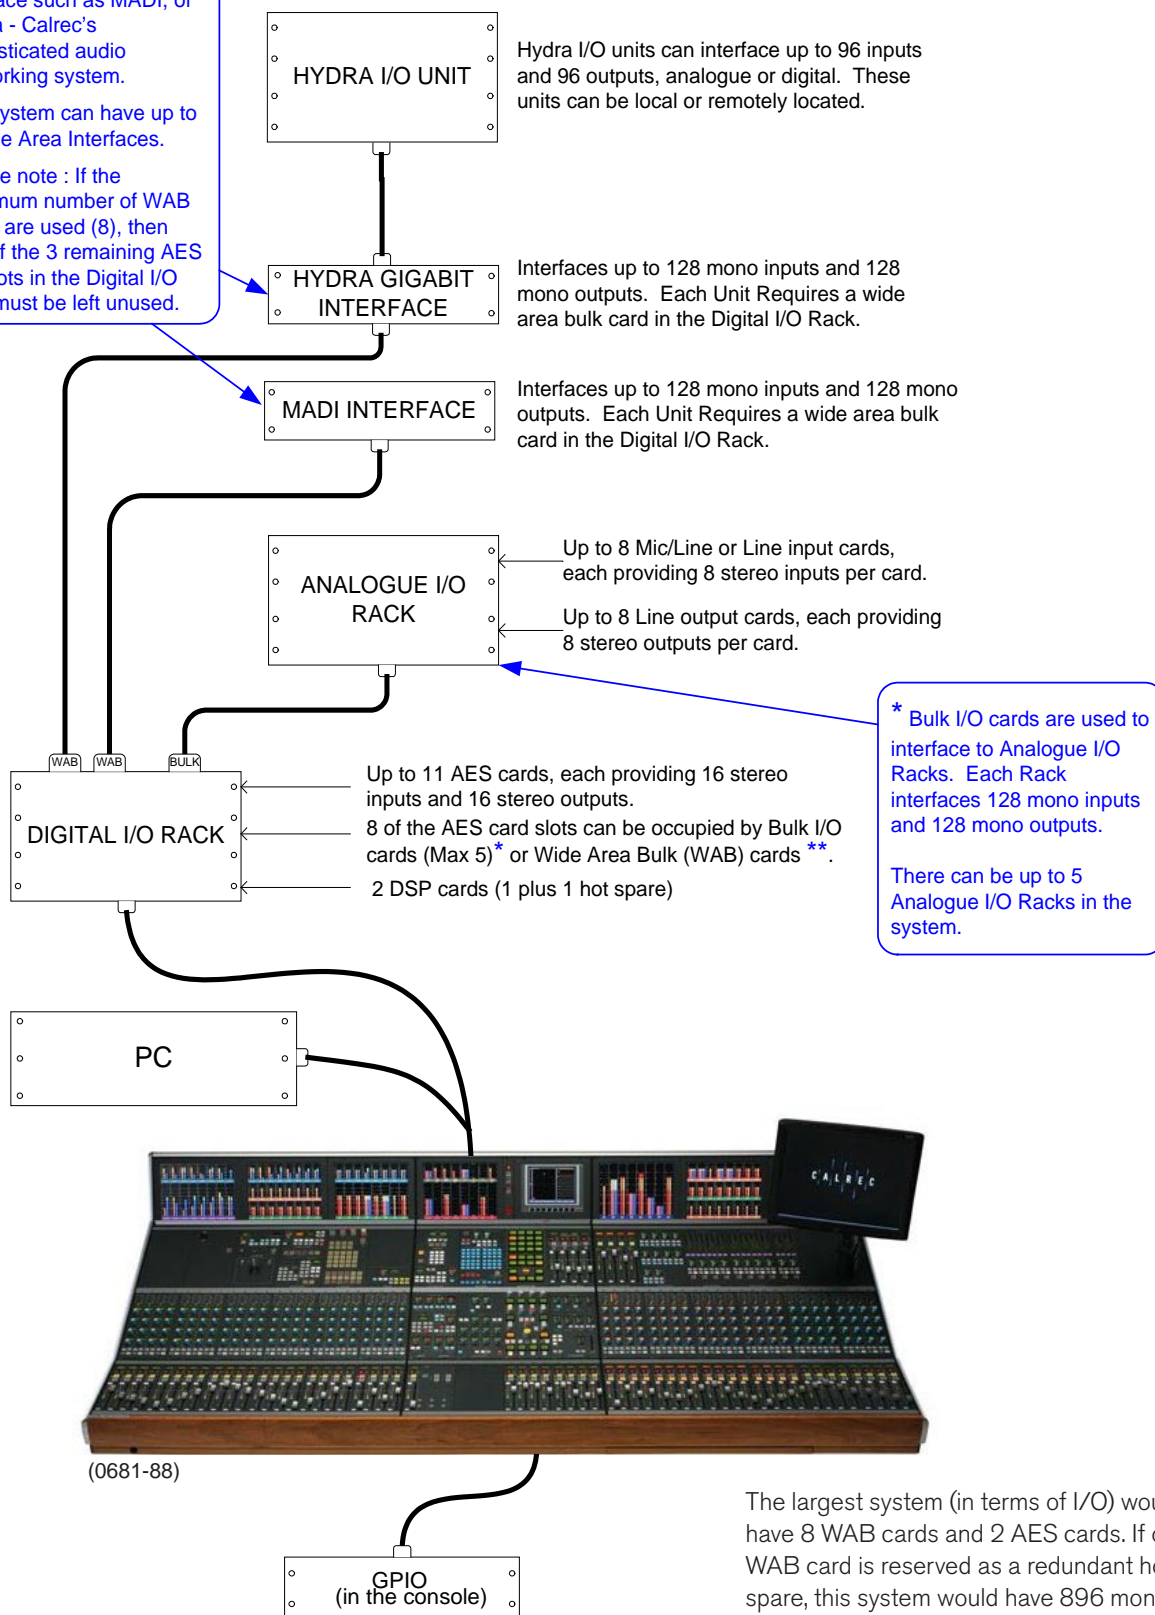 - Calrec's
audio
system.
can have up to
Area Interfaces.
note : If the
number of WAB
are used (8), then
the 3 remaining AES
in the Digital I/O
must be left unused.
HYDRA I/O UNIT
Hydra I/O units can interface up to 96 inputs
and 96 outputs, analogue or digital. These
units can be local or remotely located.
HYDRA GIGABIT
INTERFACE
Interfaces up to 128 mono inputs and 128
mono outputs. Each Unit Requires a wide
area bulk card in the Digital I/O Rack.
MADI INTERFACE
Interfaces up to 128 mono inputs and 128 mono
outputs. Each Unit Requires a wide area bulk
card in the Digital I/O Rack.
ANALOGUE I/O
RACK
Up to 8 Mic/Line or Line input cards,
each providing 8 stereo inputs per card.
Up to 8 Line output cards, each providing
8 stereo outputs per card.
* Bulk I/O cards are used to
interface to Analogue I/O
Racks. Each Rack
interfaces 128 mono inputs
and 128 mono outputs.
There can be up to 5
Analogue I/O Racks in the
system.
WAB
WAB
BULK
DIGITAL I/O RACK
Up to 11 AES cards, each providing 16 stereo
inputs and 16 stereo outputs.
8 of the AES card slots can be occupied by Bulk I/O
cards (Max 5)* or Wide Area Bulk (WAB) cards **.
2 DSP cards (1 plus 1 hot spare)
PC
CALREC
(0681-88)
GPIO
(in the console)
The largest system (in terms of I/O)
have 8 WAB cards and 2 AES cards. If
WAB card is reserved as a redundant
spare, this system would have 896